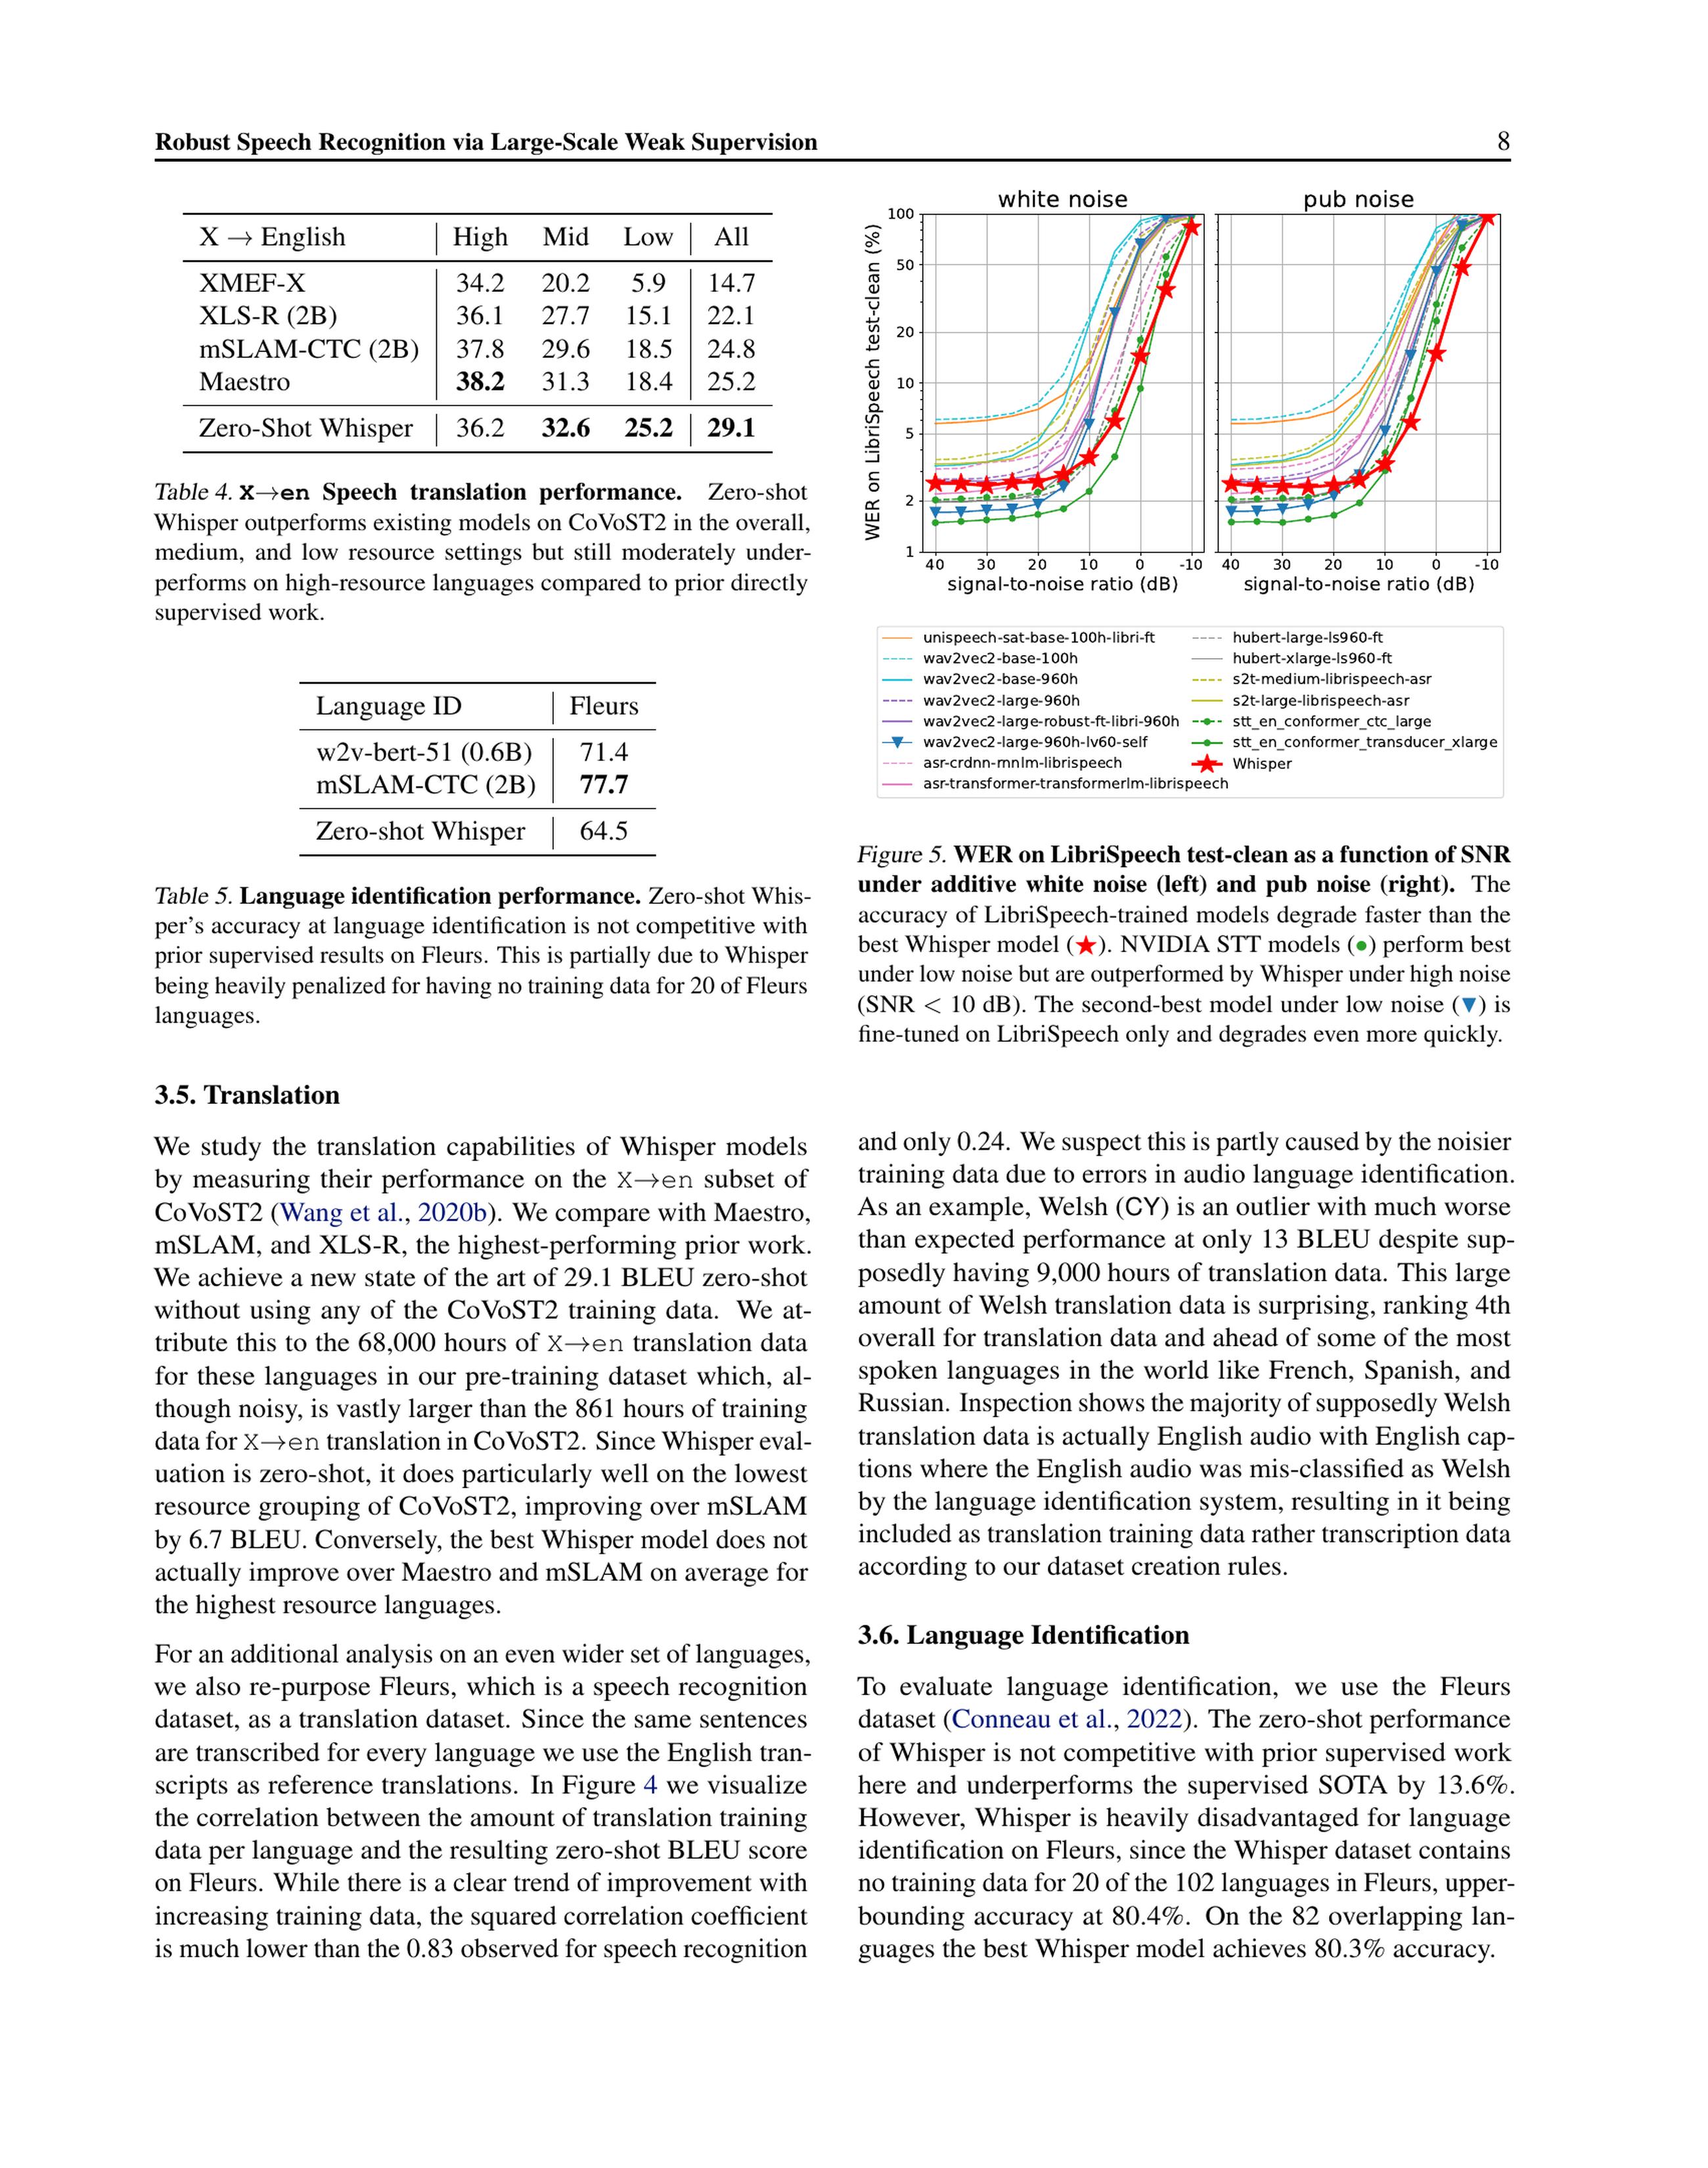 Robust Speech Recognition via Large-Scale Weak Supervision 8
X → English High Mid Low All
XMEF-X 34.2 20.2 5.9 14.7
XLS-R (2B) 36.1 27.7 15.1 22.1
mSLAM-CTC (2B) 37.8 29.6 18.5 24.8
Maestro 38.2 31.3 18.4 25.2
Zero-Shot Whisper 36.2 32.6 25.2 29.1
Table 4. X→en Speech translation performance. Zero-shot
Whisper outperforms existing models on CoVoST2 in the overall,
medium, and low resource settings but still moderately under-
performs on high-resource languages compared to prior directly
supervised work.
Language ID Fleurs
w2v-bert-51 (0.6B) 71.4
mSLAM-CTC (2B) 77.7
Zero-shot Whisper 64.5
Table 5. Language identification performance. Zero-shot Whis-
per's accuracy at language identification is not competitive with
prior supervised results on Fleurs. This is partially due to Whisper
being heavily penalized for having no training data for 20 of Fleurs
languages.
3.5. Translation
We study the translation capabilities of Whisper models
by measuring their performance on the X→en subset of
CoVoST2 (Wang et al., 2020b). We compare with Maestro,
mSLAM, and XLS-R, the highest-performing prior work.
We achieve a new state of the art of 29.1 BLEU zero-shot
without using any of the CoVoST2 training data. We at-
tribute this to the 68,000 hours of X→en translation data
for these languages in our pre-training dataset which, al-
though noisy, is vastly larger than the 861 hours of training
data for X→en translation in CoVoST2. Since Whisper eval-
uation is zero-shot, it does particularly well on the lowest
resource grouping of CoVoST2, improving over mSLAM
by 6.7 BLEU. Conversely, the best Whisper model does not
actually improve over Maestro and mSLAM on average for
the highest resource languages.
For an additional analysis on an even wider set of languages,
we also re-purpose Fleurs, which is a speech recognition
dataset, as a translation dataset. Since the same sentences
are transcribed for every language we use the English tran-
scripts as reference translations. In Figure 4 we visualize
the correlation between the amount of translation training
data per language and the resulting zero-shot BLEU score
on Fleurs. While there is a clear trend of improvement with
increasing training data, the squared correlation coefficient
is much lower than the 0.83 observed for speech recognition
white noise pub noise
WER on LibriSpeech test-clean (%)
100
50
20
10
5
2
1
40 30 20 10 0 -10 40 30 20 10 0 -10
signal-to-noise ratio (dB) signal-to-noise ratio (dB)
unispeech-sat-base-100h-libri-ft
wav2vec2-base-100h
wav2vec2-base-960h
wav2vec2-large-960h
wav2vec2-large-robust-ft-libri-960h
wav2vec2-large-960h-lv60-self
asr-crdnn-rnnlm-librispeech
asr-transformer-transformerlm-librispeech
hubert-large-ls960-ft
hubert-xlarge-ls960-ft
s2t-medium-librispeech-asr
s2t-large-librispeech-asr
stt_en_conformer_ctc_large
stt_en_conformer_transducer_xlarge
Whisper
Figure 5. WER on LibriSpeech test-clean as a function of SNR
under additive white noise (left) and pub noise (right). The
accuracy of LibriSpeech-trained models degrade faster than the
best Whisper model (★). NVIDIA STT models (●) perform best
under low noise but are outperformed by Whisper under high noise
(SNR < 10 dB). The second-best model under low noise (▼) is
fine-tuned on LibriSpeech only and degrades even more quickly.
and only 0.24. We suspect this is partly caused by the noisier
training data due to errors in audio language identification.
As an example, Welsh (CY) is an outlier with much worse
than expected performance at only 13 BLEU despite sup-
posedly having 9,000 hours of translation data. This large
amount of Welsh translation data is surprising, ranking 4th
overall for translation data and ahead of some of the most
spoken languages in the world like French, Spanish, and
Russian. Inspection shows the majority of supposedly Welsh
translation data is actually English audio with English cap-
tions where the English audio was mis-classified as Welsh
by the language identification system, resulting in it being
included as translation training data rather transcription data
according to our dataset creation rules.
3.6. Language Identification
To evaluate language identification, we use the Fleurs
dataset (Conneau et al., 2022). The zero-shot performance
of Whisper is not competitive with prior supervised work
here and underperforms the supervised SOTA by 13.6%.
However, Whisper is heavily disadvantaged for language
identification on Fleurs, since the Whisper dataset contains
no training data for 20 of the 102 languages in Fleurs, upper-
bounding accuracy at 80.4%. On the 82 overlapping lan-
guages the best Whisper model achieves 80.3% accuracy.